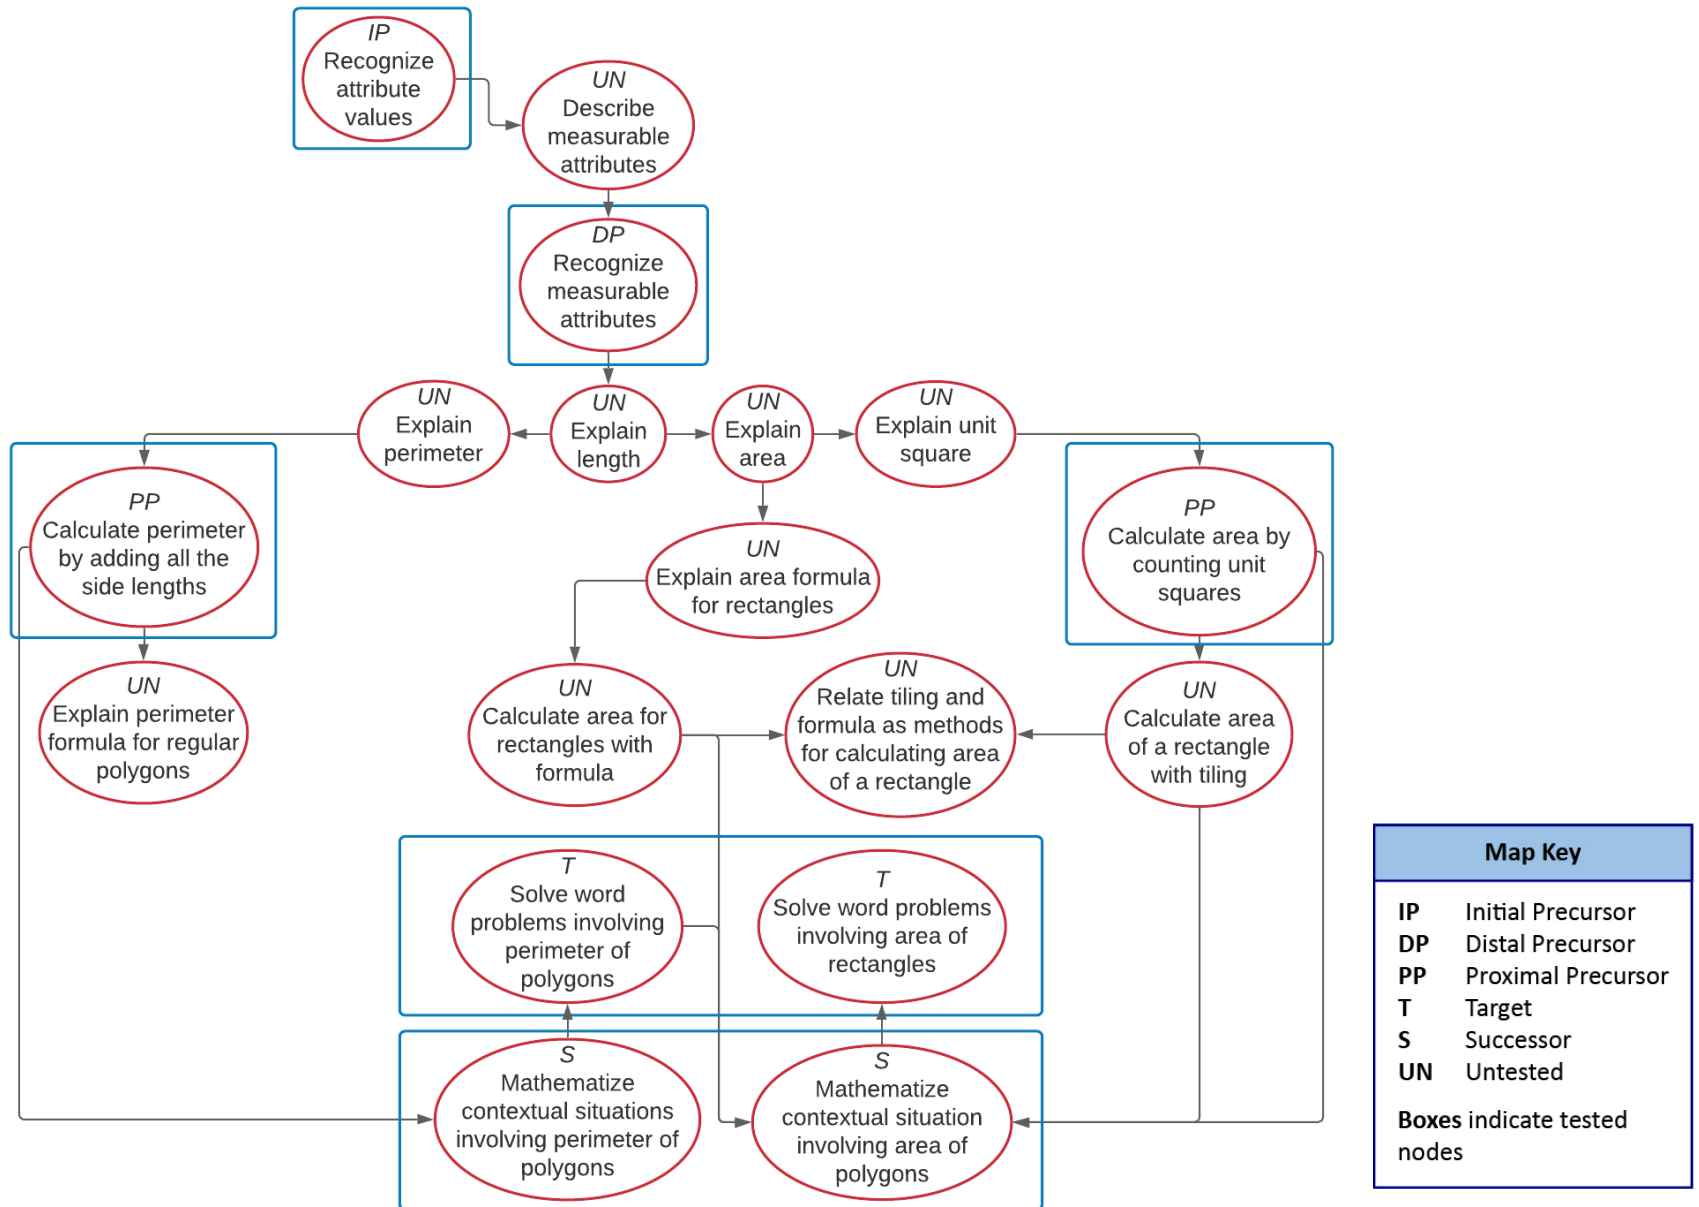 IP
Recognize
attribute
values
UN
Describe
measurable
attributes
DP
Recognize
measurable
attributes
UN
Explain
perimeter
UN
Explain
length
UN
Explain
area
UN
Explain unit
square
PP
Calculate perimeter
by adding all the
side lengths
UN
Explain area formula
for rectangles
PP
Calculate area by
counting unit
squares
UN
Explain perimeter
formula for regular
polygons
UN
Calculate area for
rectangles with
formula
UN
Relate tiling and
formula as methods
for calculating area
of a rectangle
UN
Calculate area
of a rectangle
with tiling
T
Solve word
problems involving
perimeter of
polygons
T
Solve word problems
involving area of
rectangles
S
Mathematize
contextual situations
involving perimeter of
polygons
S
Mathematize
contextual situation
involving area of
polygons
Map Key
IP Initial Precursor
DP Distal Precursor
PP Proximal Precursor
T Target
S Successor
UN Untested
Boxes indicate tested
nodes